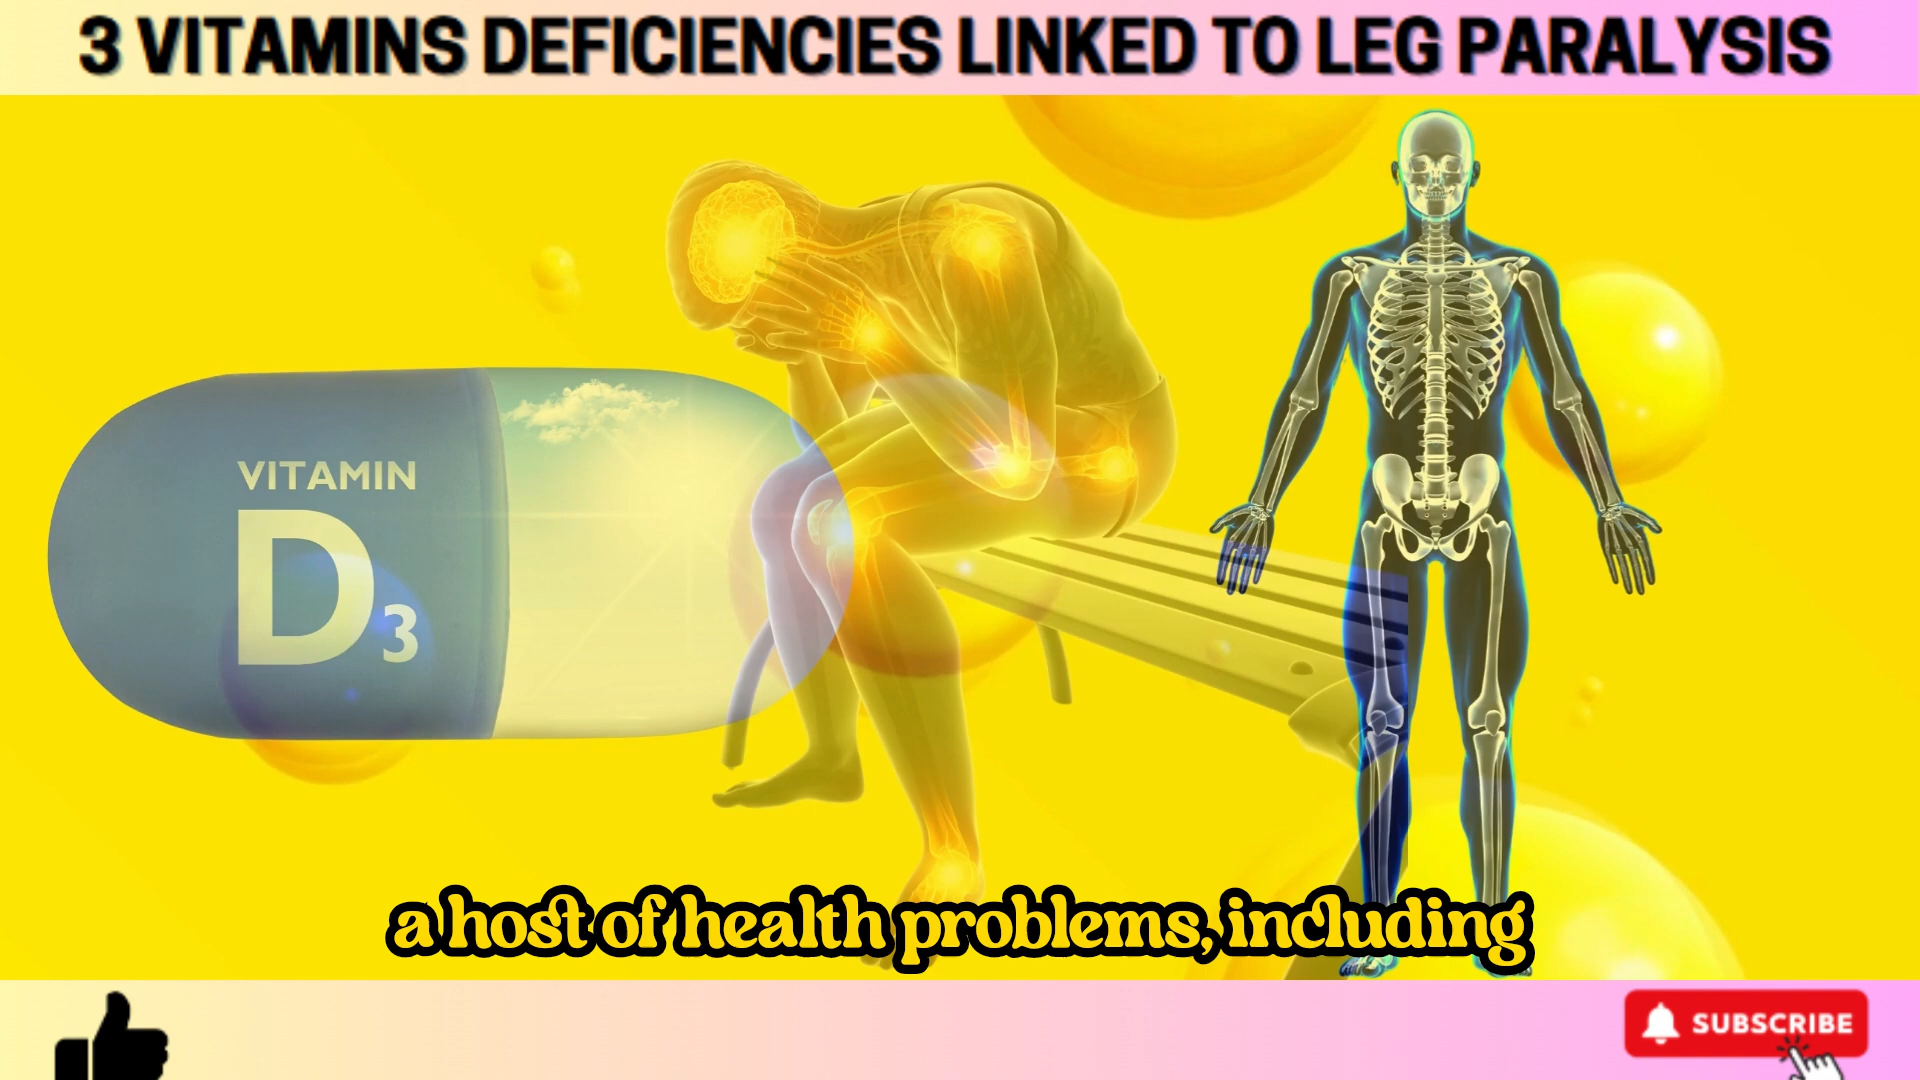 3 VITAMINS DEFICIENCIES LINKED TO LEG PARALYSIS
VITAMIN
D3
a host of health problems, including
SUBSCRIBE